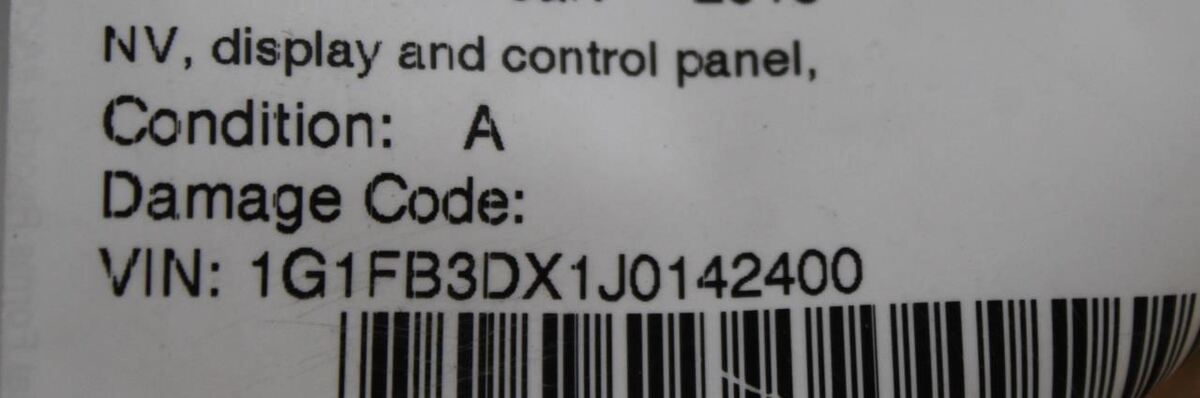 NV, display and control panel,
Condition: A
Damage Code:
VIN: 1G1FB3DX1J0142400